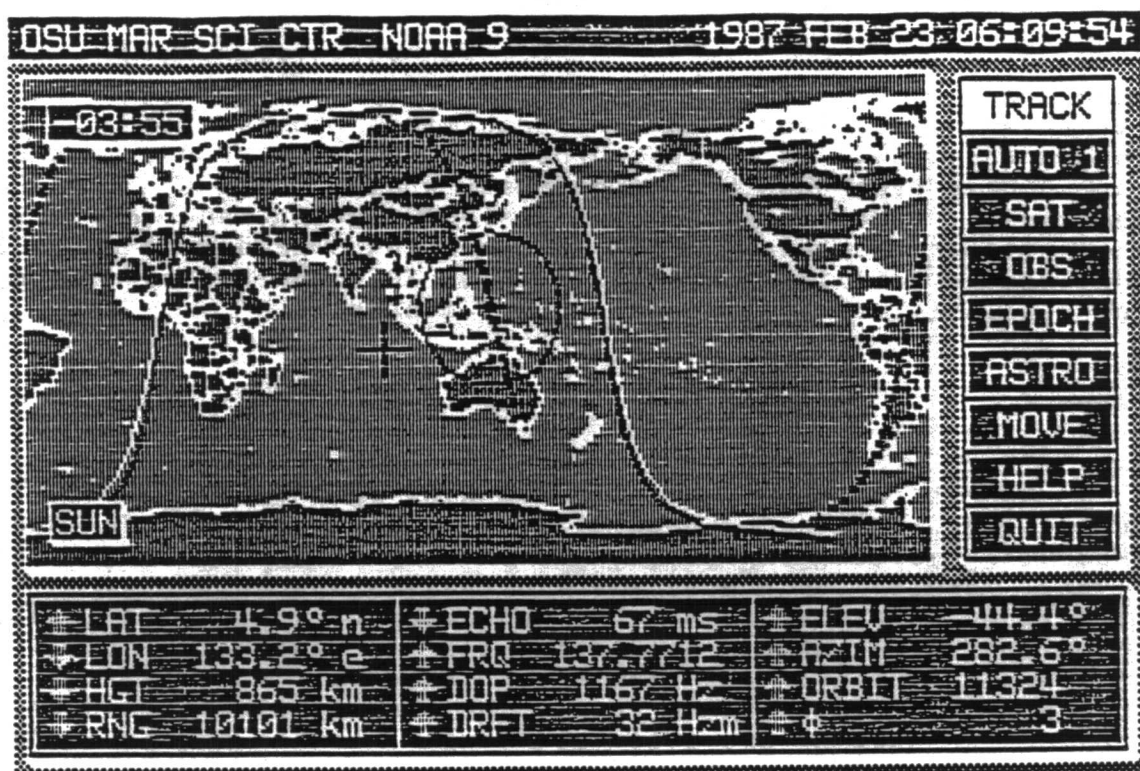 OSU MAR SCI CTR NOAA 9 1987 FEB 23 06:09:54
-03:55
TRACK
AUTO 1
SAT
OBS
EPOCH
ASTRO
MOVE
HELP
QUIT
SUN
LAT 4.9° n ECHO 67 ms ELEV -44.4°
LON 133.2° e FRQ 137.7712 AZIM 282.6°
HGT 865 km DOP 1167 Hz ORBIT 11324
RNG 10101 km DRFT 32 Hzm ϕ 3